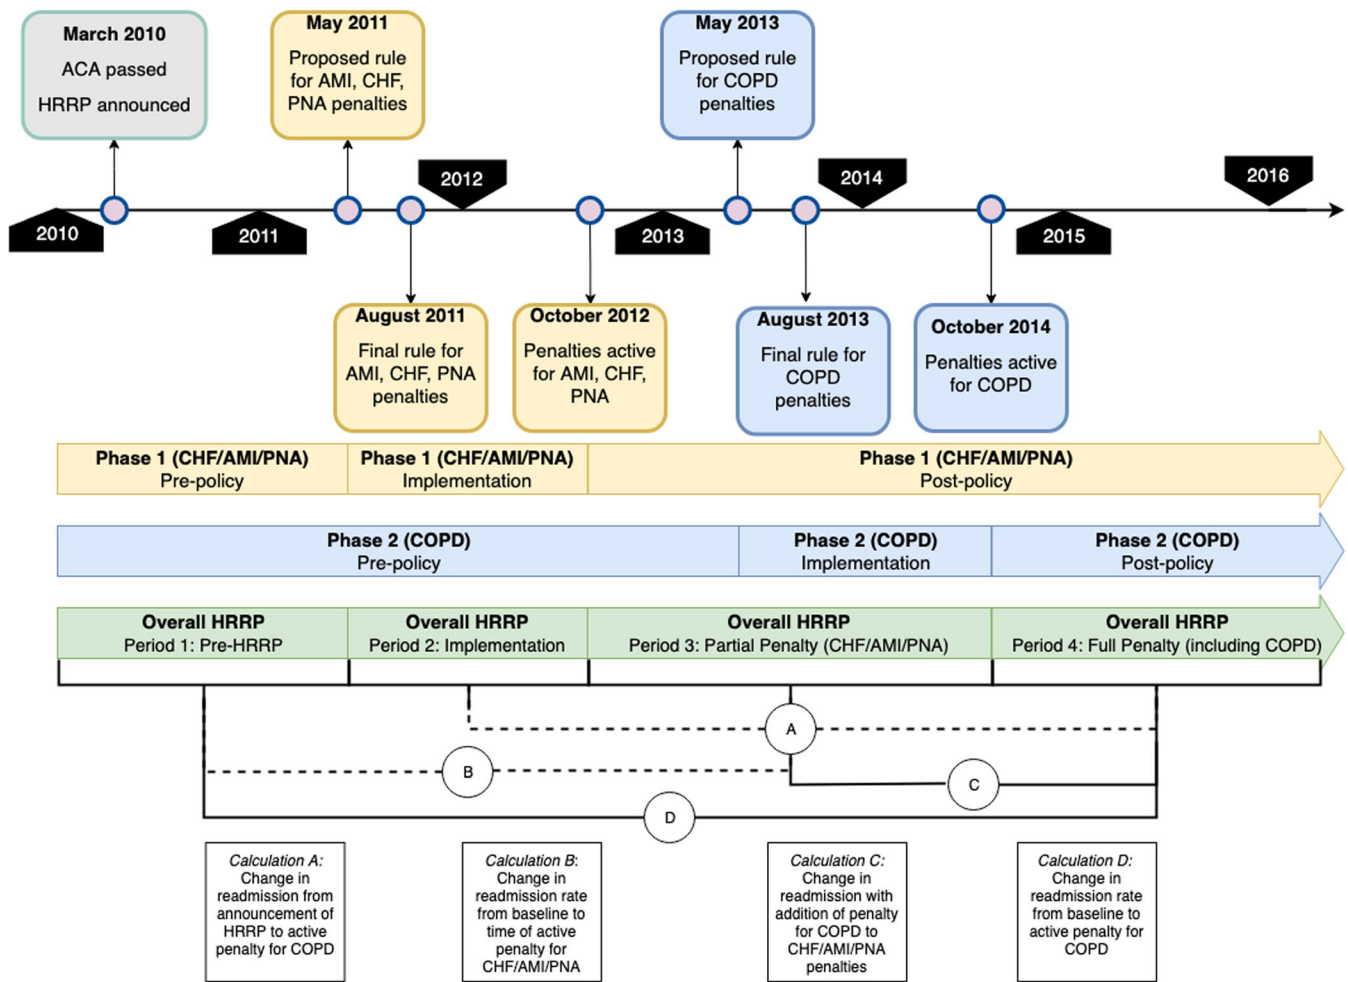 March 2010
ACA passed
HRRP announced
May 2011
Proposed rule
for AMI, CHF,
PNA penalties
May 2013
Proposed rule
for COPD
penalties
2012
2014
2016
2010
2011
2013
2015
August 2011
Final rule for
AMI, CHF, PNA
penalties
October 2012
Penalties active
for AMI, CHF,
PNA
August 2013
Final rule for
COPD
penalties
October 2014
Penalties active
for COPD
Phase 1 (CHF/AMI/PNA)
Pre-policy
Phase 1 (CHF/AMI/PNA)
Implementation
Phase 1 (CHF/AMI/PNA)
Post-policy
Phase 2 (COPD)
Pre-policy
Phase 2 (COPD)
Implementation
Phase 2 (COPD)
Post-policy
Overall HRRP
Period 1: Pre-HRRP
Overall HRRP
Period 2: Implementation
Overall HRRP
Period 3: Partial Penalty (CHF/AMI/PNA)
Overall HRRP
Period 4: Full Penalty (including COPD)
A
B
C
D
Calculation A:
Change in
readmission from
announcement of
HRRP to active
penalty for COPD
Calculation B:
Change in
readmission rate
from baseline to
time of active
penalty for
CHF/AMI/PNA
Calculation C:
Change in
readmission with
addition of penalty
for COPD to
CHF/AMI/PNA
penalties
Calculation D:
Change in
readmission rate
from baseline to
active penalty for
COPD